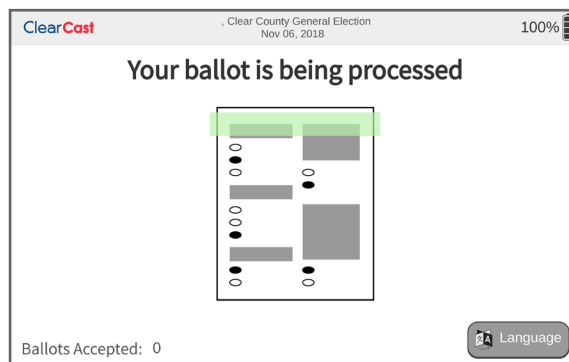 ClearCast
, Clear County General Election
Nov 06, 2018
100%
Your ballot is being processed
Ballots Accepted: 0
Language